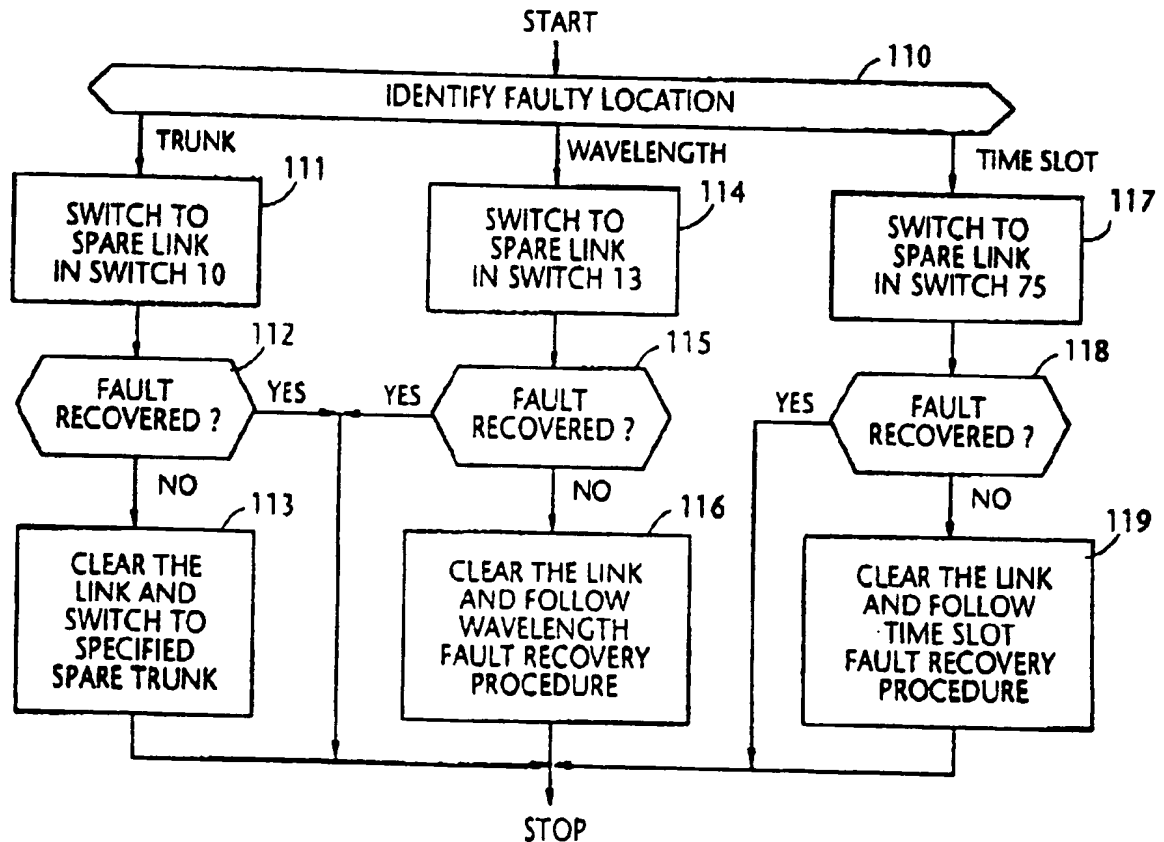 START
110
IDENTIFY FAULTY LOCATION
TRUNK
WAVELENGTH
TIME SLOT
111
SWITCH TO
SPARE LINK
IN SWITCH 10
114
SWITCH TO
SPARE LINK
IN SWITCH 13
117
SWITCH TO
SPARE LINK
IN SWITCH 75
112
FAULT
RECOVERED ?
YES
115
YES
FAULT
RECOVERED ?
118
YES
FAULT
RECOVERED ?
NO
NO
NO
113
CLEAR THE
LINK AND
SWITCH TO
SPECIFIED
SPARE TRUNK
116
CLEAR THE LINK
AND FOLLOW
WAVELENGTH
FAULT RECOVERY
PROCEDURE
119
CLEAR THE LINK
AND FOLLOW
TIME SLOT
FAULT RECOVERY
PROCEDURE
STOP